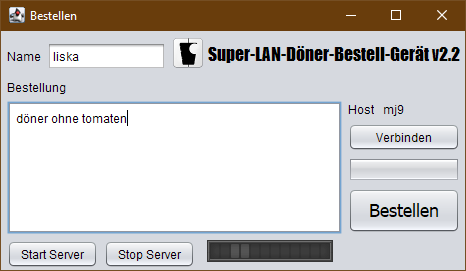 Bestellen
Name liska Super-LAN-Döner-Bestell-Gerät v2.2
Bestellung
döner ohne tomaten
Host mj9
Verbinden
Bestellen
Start Server Stop Server